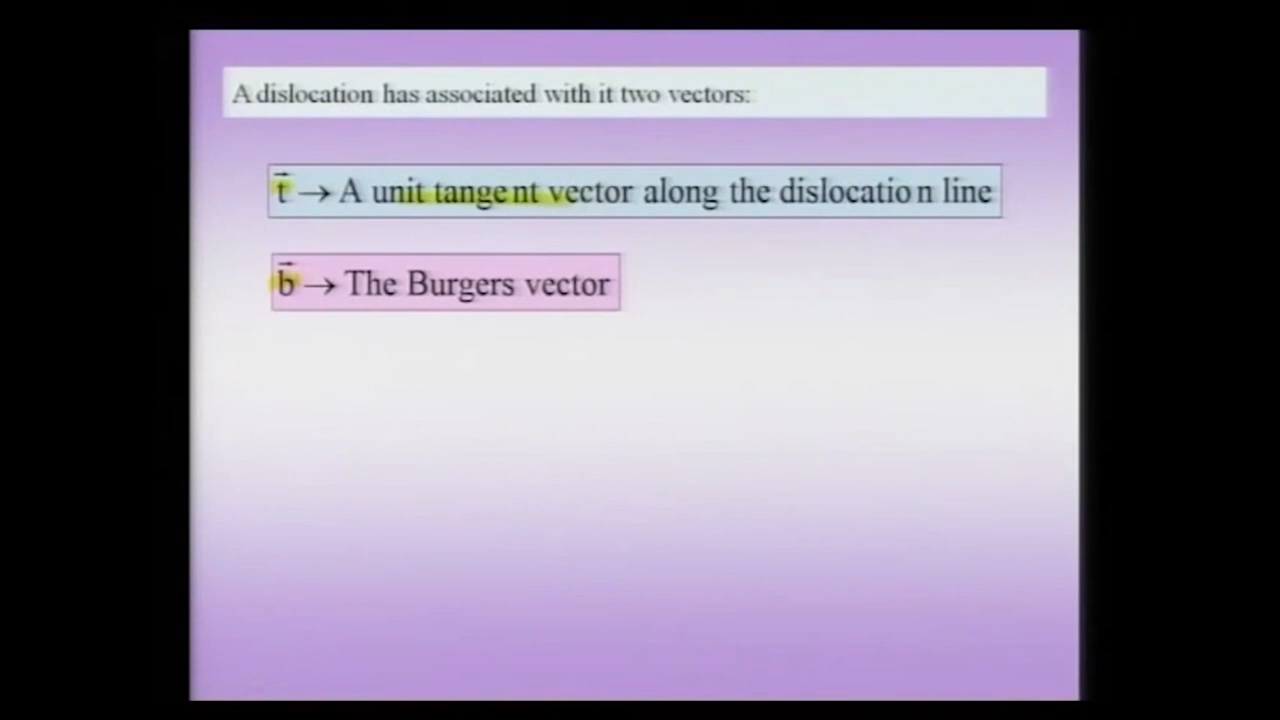 A dislocation has associated with it two vectors:
t⃗ → A unit tangent vector along the dislocation line
b⃗ → The Burgers vector